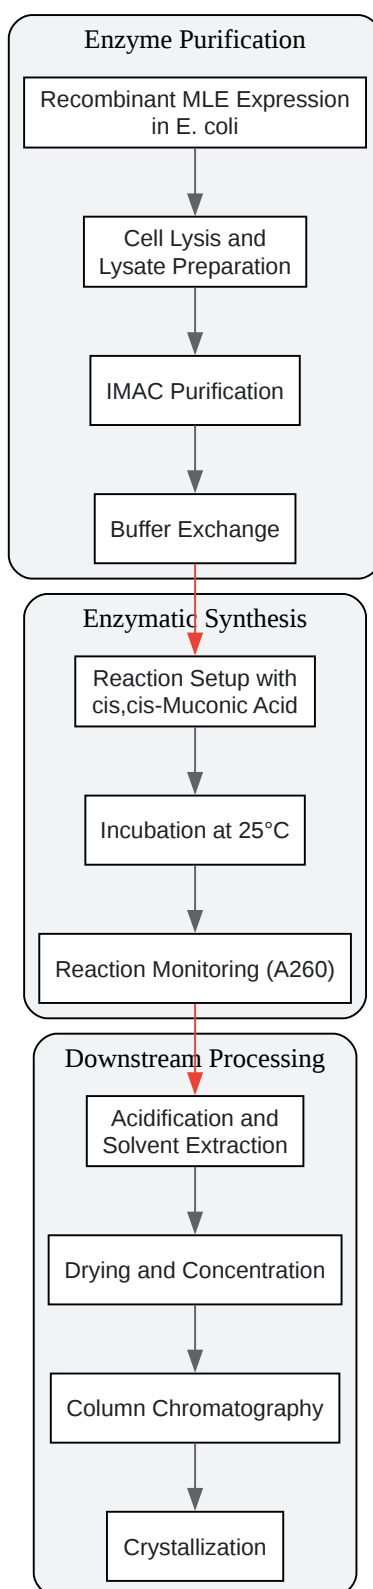 Enzyme Purification
Recombinant MLE Expression
in E. coli
Cell Lysis and
Lysate Preparation
IMAC Purification
Buffer Exchange
Enzymatic Synthesis
Reaction Setup with
cis,cis-Muconic Acid
Incubation at 25°C
Reaction Monitoring (A260)
Downstream Processing
Acidification and
Solvent Extraction
Drying and Concentration
Column Chromatography
Crystallization